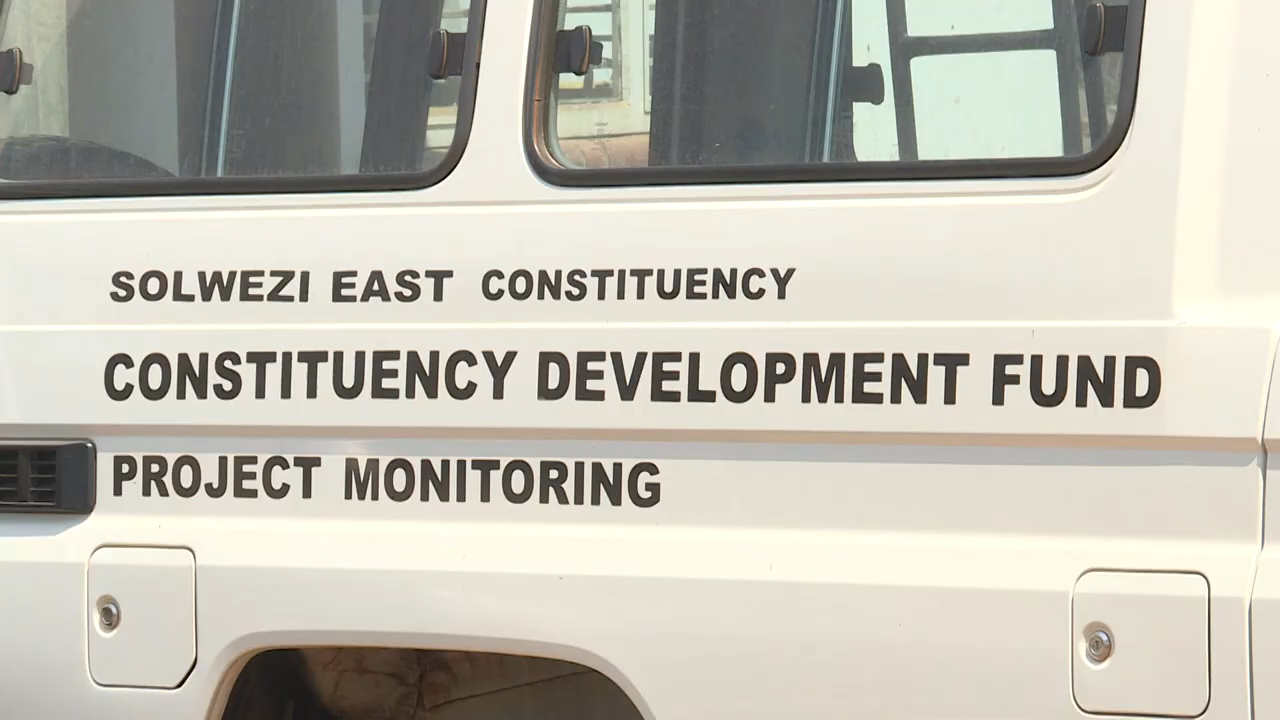 SOLWEZI EAST CONSTITUENCY
CONSTITUENCY DEVELOPMENT FUND
PROJECT MONITORING